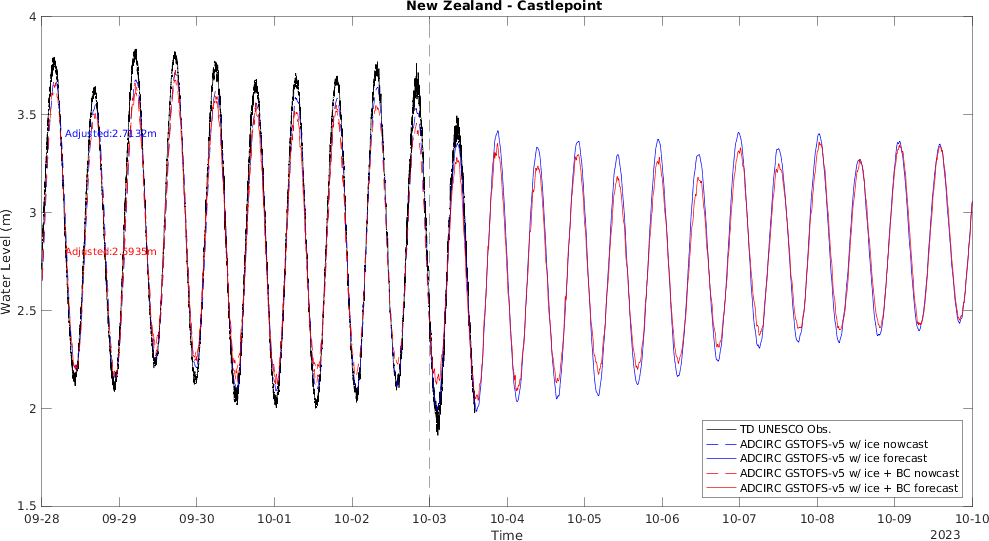 New Zealand - Castlepoint
4
3.5
3
2.5
2
1.5
Water Level (m)
Adjusted:2.7132m
Adjusted:2.5935m
TD UNESCO Obs.
ADCIRC GSTOFS-v5 w/ ice nowcast
ADCIRC GSTOFS-v5 w/ ice forecast
ADCIRC GSTOFS-v5 w/ ice + BC nowcast
ADCIRC GSTOFS-v5 w/ ice + BC forecast
09-28 09-29 09-30 10-01 10-02 10-03 10-04 10-05 10-06 10-07 10-08 10-09 10-10
Time
2023